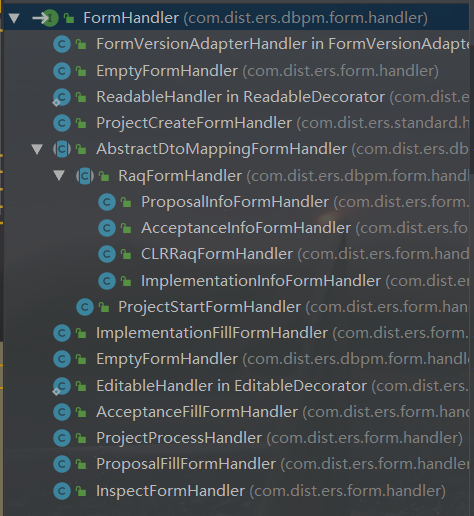 FormHandler (com.dist.ers.dbpm.form.handler)
FormVersionAdapterHandler in FormVersionAdapte
EmptyFormHandler (com.dist.ers.form.handler)
ReadableHandler in ReadableDecorator (com.dist.e
ProjectCreateFormHandler (com.dist.ers.standard.h
AbstractDtoMappingFormHandler (com.dist.ers.db
RaqFormHandler (com.dist.ers.dbpm.form.hand
ProposalInfoFormHandler (com.dist.ers.form.
AcceptanceInfoFormHandler (com.dist.ers.for
CLRRaqFormHandler (com.dist.ers.form.hand
ImplementationInfoFormHandler (com.dist.er
ProjectStartFormHandler (com.dist.ers.form.han
ImplementationFillFormHandler (com.dist.ers.form.
EmptyFormHandler (com.dist.ers.dbpm.form.handle
EditableHandler in EditableDecorator (com.dist.ers.
AcceptanceFillFormHandler (com.dist.ers.form.hand
ProjectProcessHandler (com.dist.ers.form.handler)
ProposalFillFormHandler (com.dist.ers.form.handler)
InspectFormHandler (com.dist.ers.form.handler)